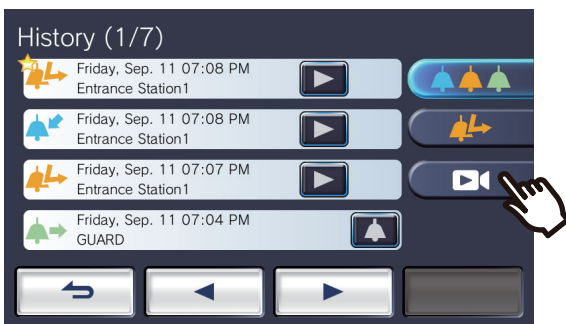 History (1/7)
Friday, Sep. 11 07:08 PM
Entrance Station1
Friday, Sep. 11 07:08 PM
Entrance Station1
Friday, Sep. 11 07:07 PM
Entrance Station1
Friday, Sep. 11 07:04 PM
GUARD